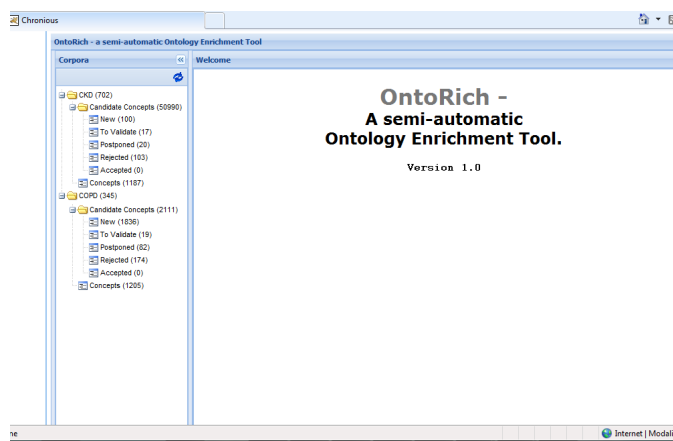 Chronious
OntoRich - a semi-automatic Ontology Enrichment Tool
Corpora
Welcome
CKD (702)
Candidate Concepts (50990)
New (100)
To Validate (17)
Postponed (20)
Rejected (103)
Accepted (0)
Concepts (1187)
COPD (345)
Candidate Concepts (2111)
New (1836)
To Validate (19)
Postponed (82)
Rejected (174)
Accepted (0)
Concepts (1205)
OntoRich -
A semi-automatic
Ontology Enrichment Tool.
Version 1.0
ne
Internet | Modali